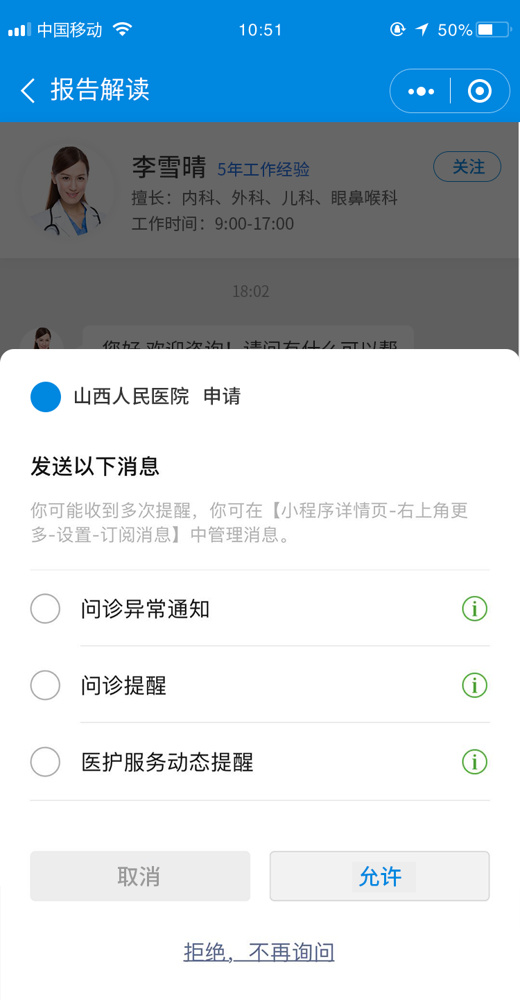 中国移动
10:51
50%
报告解读
李雪晴 5年工作经验
关注
擅长：内科、外科、儿科、眼鼻喉科
工作时间：9:00-17:00
18:02
您好,欢迎咨询！请问有什么可以帮
山西人民医院 申请
发送以下消息
你可能收到多次提醒，你可在【小程序详情页-右上角更
多-设置-订阅消息】中管理消息。
问诊异常通知
问诊提醒
医护服务动态提醒
取消
允许
拒绝，不再询问